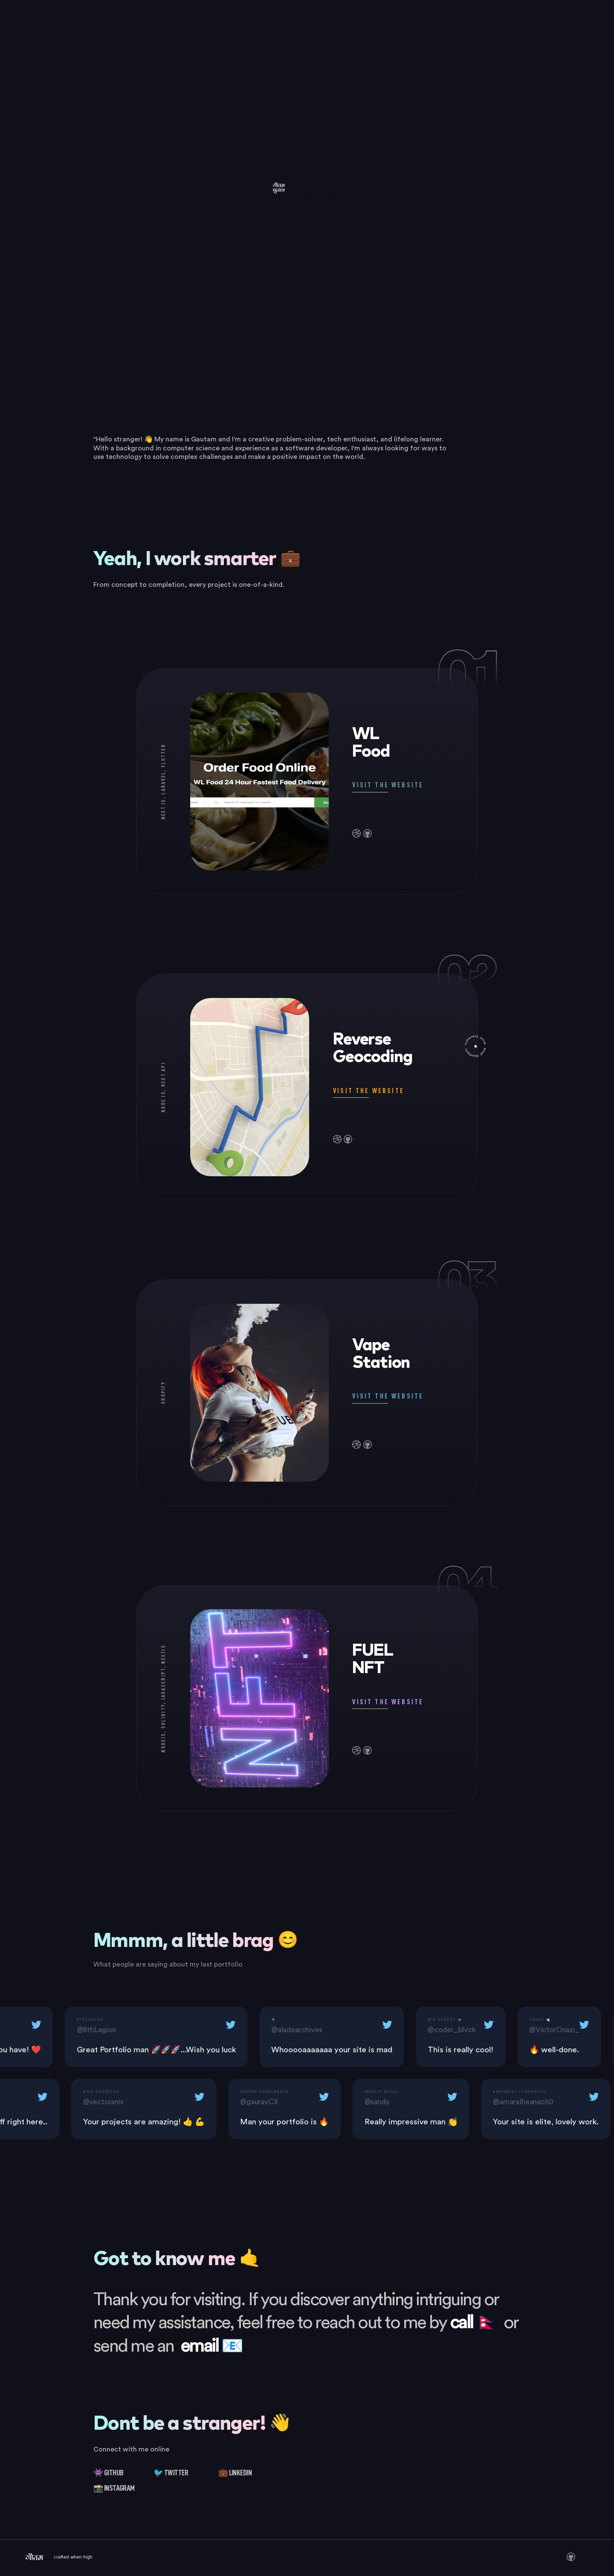 गौतम
"Hello stranger! 👋 My name is Gautam and I'm a creative problem-solver, tech enthusiast, and lifelong learner.
With a background in computer science and experience as a software developer, I'm always looking for ways to
use technology to solve complex challenges and make a positive impact on the world.
Yeah, I work smarter 💼
From concept to completion, every project is one-of-a-kind.
01
NEXT JS, LARAVEL, FLUTTER
Order Food Online
WL Food 24 Hour Fastest Food Delivery
WL
Food
VISIT THE WEBSITE
02
NODE JS, REST API
Reverse
Geocoding
VISIT THE WEBSITE
03
SHOPIFY
Vape
Station
VISIT THE WEBSITE
04
NODEJS, SOLIDITY, JAVASCRIPT, NEXTJS
NFT
FUEL
NFT
VISIT THE WEBSITE
Mmmm, a little brag 😊
What people are saying about my last portfolio
ou have! ❤️
@8thLegion
Great Portfolio man 🚀🚀🚀...Wish you luck
@aladearchives
Whooooaaaaaaa your site is mad
@coder_blvck
This is really cool!
@VictorOnazi_
🔥 well-done.
ff right here..
@vectoranis
Your projects are amazing! 👍 💪
@gauravCX
Man your portfolio is 🔥
@sandy
Really impressive man 👏
@amaraIhesnach0
Your site is elite, lovely work.
Got to know me 🤙
Thank you for visiting. If you discover anything intriguing or
need my assistance, feel free to reach out to me by call 🇳🇵 or
send me an email 📧
Dont be a stranger! 👋
Connect with me online
👾 GITHUB
🐦 TWITTER
💼 LINKEDIN
📸 INSTAGRAM
गौतम
crafted when high